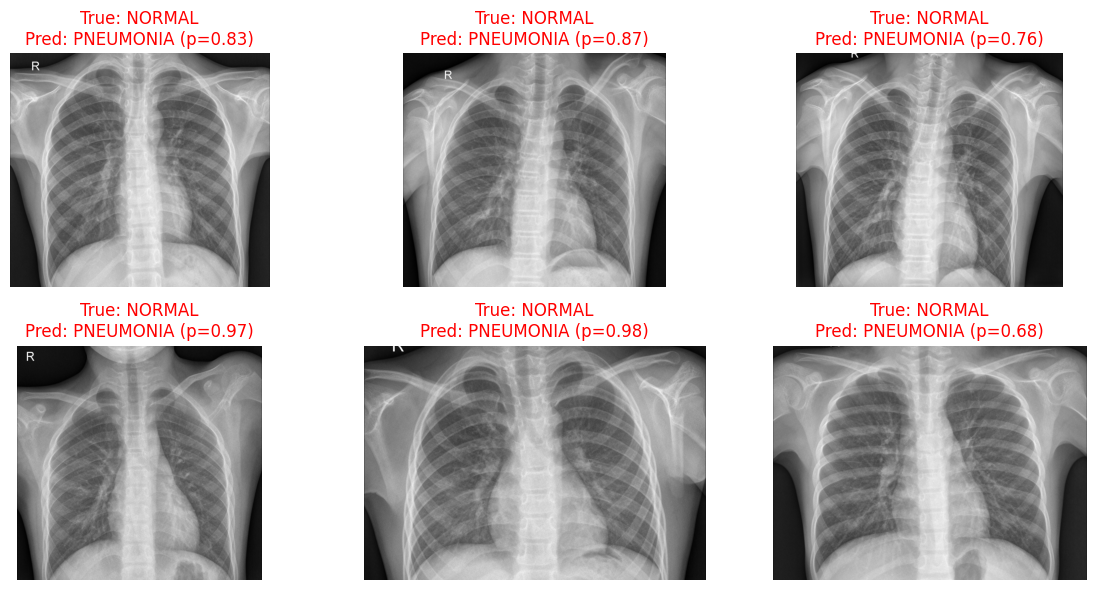 True: NORMAL
Pred: PNEUMONIA (p=0.83)
True: NORMAL
Pred: PNEUMONIA (p=0.87)
True: NORMAL
Pred: PNEUMONIA (p=0.76)
R
R
R
True: NORMAL
Pred: PNEUMONIA (p=0.97)
True: NORMAL
Pred: PNEUMONIA (p=0.98)
True: NORMAL
Pred: PNEUMONIA (p=0.68)
R
R